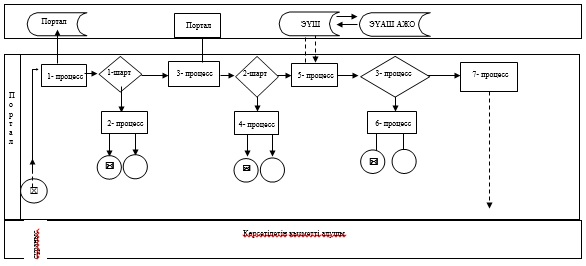 Портал
Портал
ЭҮШ
ЭҮАШ АЖО
Портал
1- процесс
1-шарт
3- процесс
2-шарт
5- процесс
3- процесс
7- процесс
2- процесс
4- процесс
6- процесс
Көрсетілетін қызметті алушы